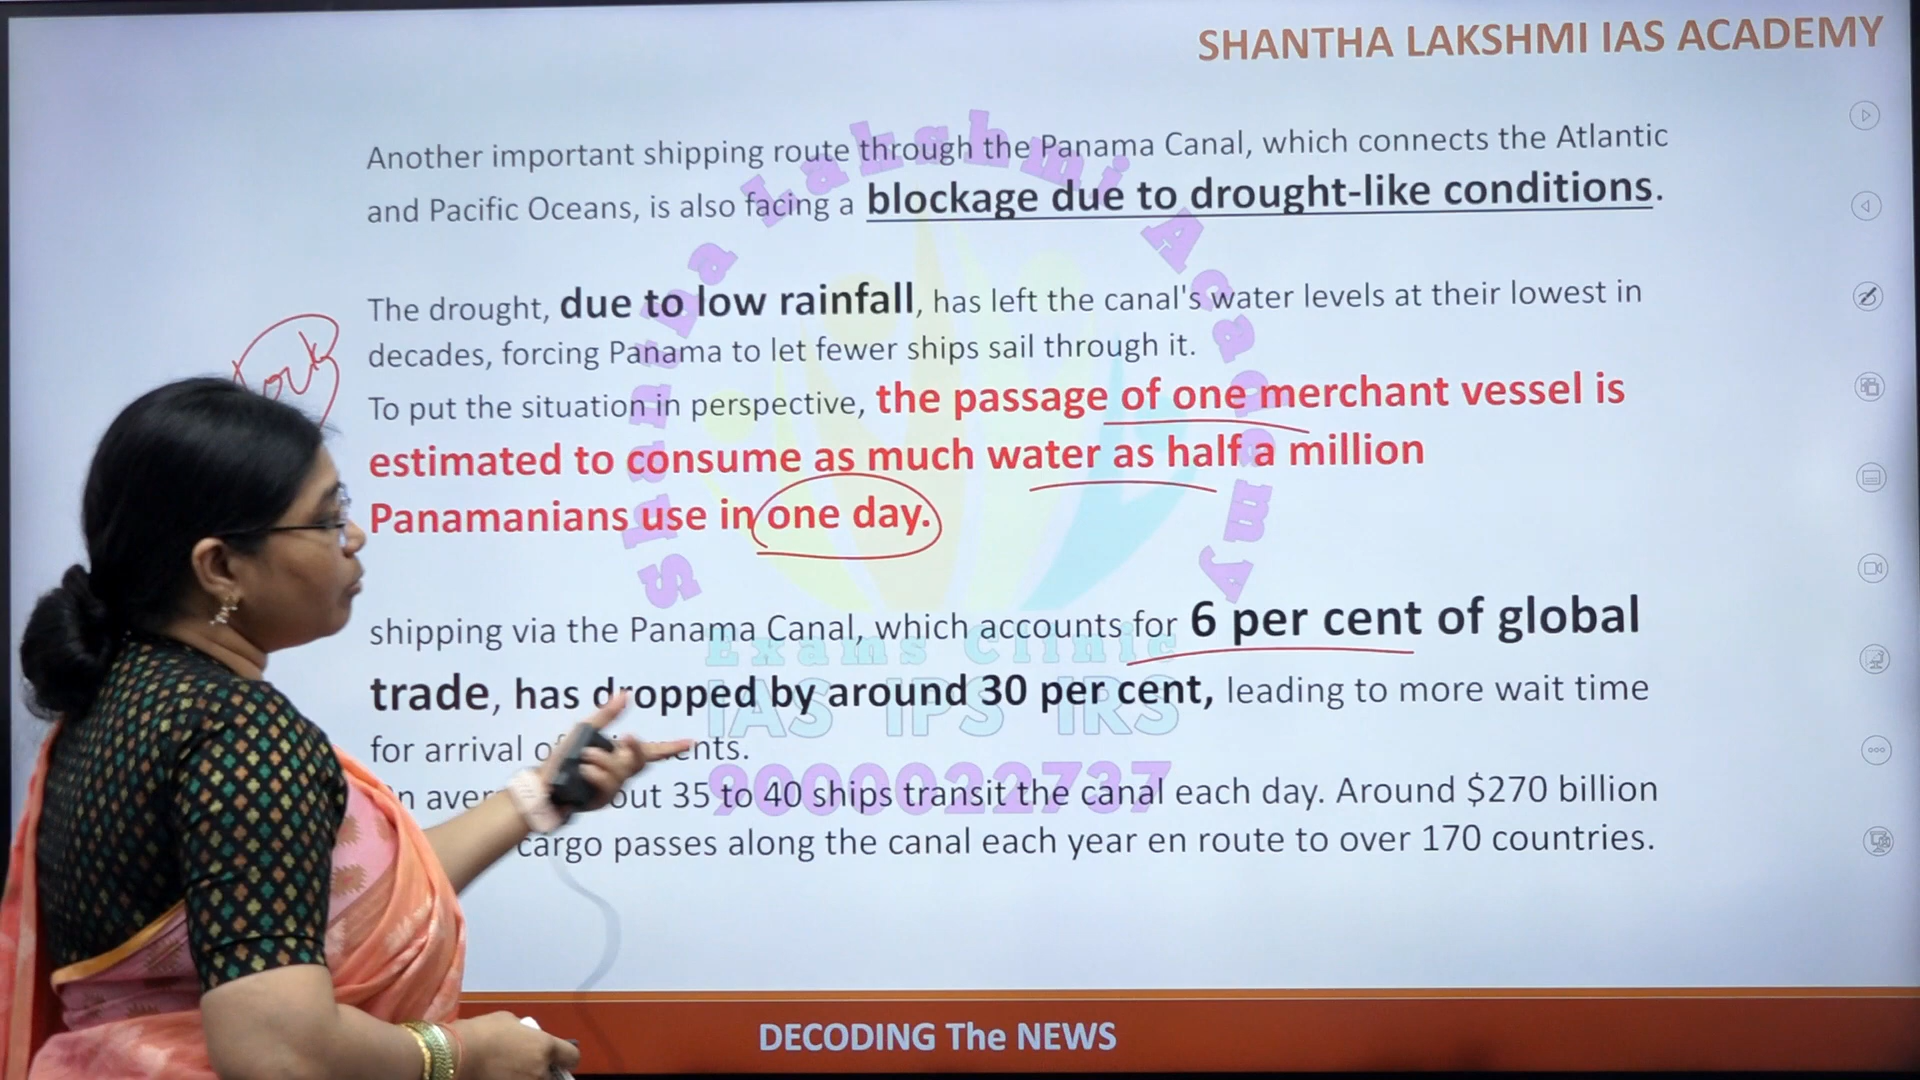 SHANTHA LAKSHMI IAS ACADEMY
Another important shipping route through the Panama Canal, which connects the Atlantic
and Pacific Oceans, is also facing a blockage due to drought-like conditions.
The drought, due to low rainfall, has left the canal's water levels at their lowest in
decades, forcing Panama to let fewer ships sail through it.
To put the situation in perspective, the passage of one merchant vessel is
estimated to consume as much water as half a million
Panamanians use in one day.
shipping via the Panama Canal, which accounts for 6 per cent of global
trade, has dropped by around 30 per cent, leading to more wait time
for arrival
35 to 40 ships transit the canal each day. Around $270 billion
cargo passes along the canal each year en route to over 170 countries.
Shantha Lakshmi Academy
Exams Clinic
IAS IPS IRS
9000022737
DECODING The NEWS